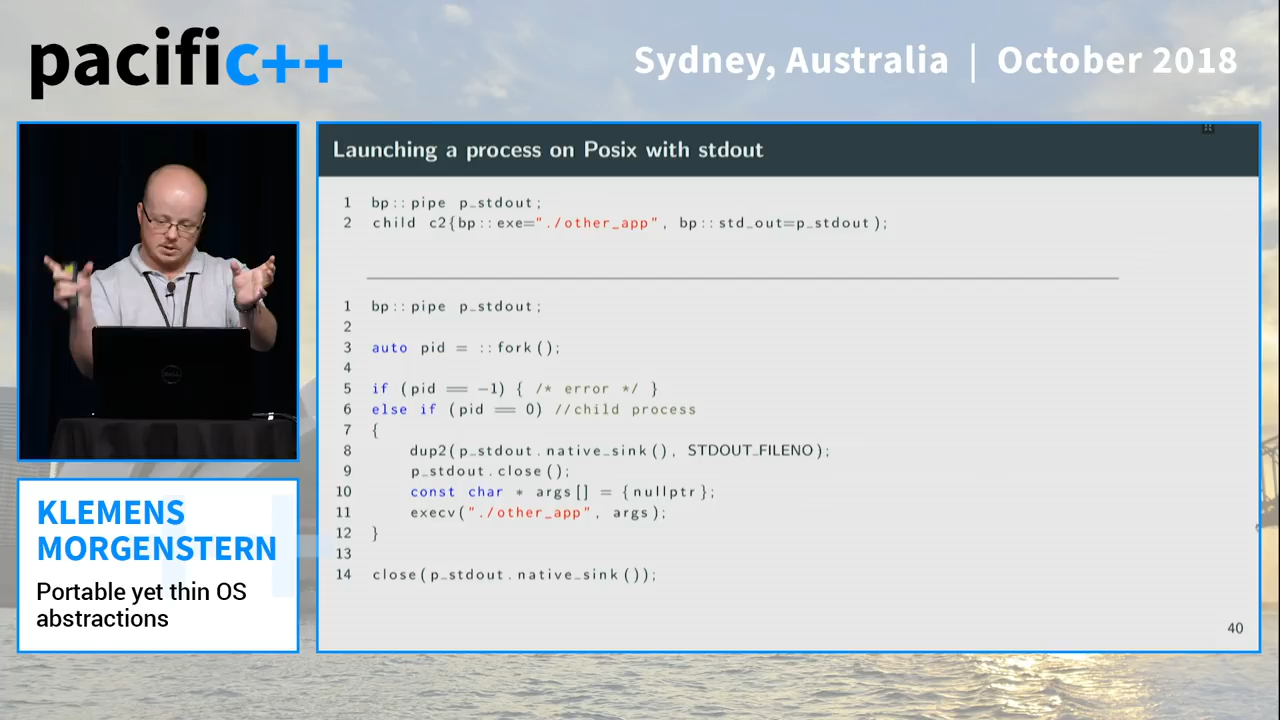 pacific++
Sydney, Australia | October 2018
Launching a process on Posix with stdout
1 bp::pipe p_stdout;
2 child c2{bp::exe="./other_app", bp::std_out=p_stdout);
1 bp::pipe p_stdout;
2
3 auto pid = ::fork();
4
5 if (pid == -1) { /* error */ }
6 else if (pid == 0) //child process
7 {
8 dup2(p_stdout.native_sink(), STDOUT_FILENO);
9 p_stdout.close();
10 const char * args[] = {nullptr};
11 execv("./other_app", args);
12 }
13
14 close(p_stdout.native_sink());
40
KLEMENS
MORGENSTERN
Portable yet thin OS
abstractions
DELL